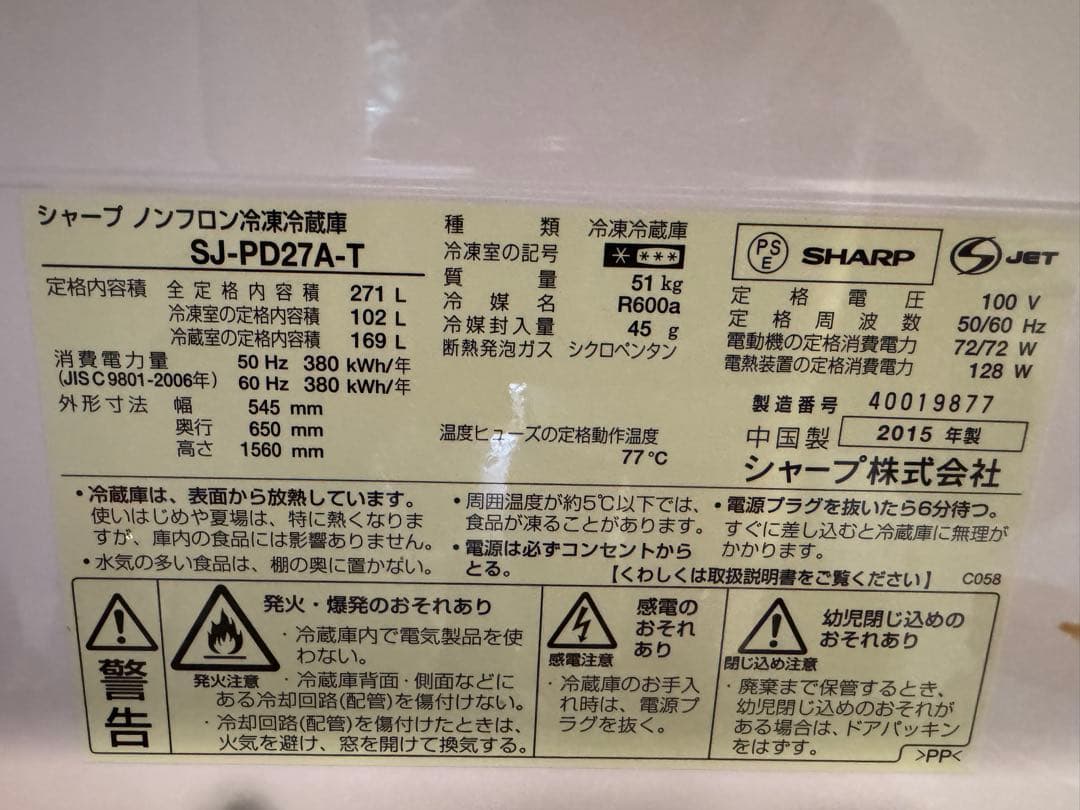 シャープ ノンフロン冷凍冷蔵庫
SJ-PD27A-T
定格内容積 全定格内容積 271 L
冷凍室の定格内容積 102 L
冷蔵室の定格内容積 169 L
消費電力量 50 Hz 380 kWh/年
(JIS C 9801-2006年) 60 Hz 380 kWh/年
外形寸法 幅 545 mm
奥行 650 mm
高さ 1560 mm
種類 冷凍冷蔵庫
冷凍室の記号 * ***
質量 51 kg
冷媒名 R600a
冷媒封入量 45 g
断熱発泡ガス シクロペンタン
温度ヒューズの定格動作温度
77℃
PS
E
SHARP
S JET
定格電圧 100 V
定格周波数 50/60 Hz
電動機の定格消費電力 72/72 W
電熱装置の定格消費電力 128 W
製造番号 40019877
中国製 2015 年製
シャープ株式会社
・冷蔵庫は、表面から放熱しています。
使いはじめや夏場は、特に熱くなりま
すが、庫内の食品には影響ありません。
・水気の多い食品は、棚の奥に置かない。
・周囲温度が約5℃以下では、
食品が凍ることがあります。
・電源は必ずコンセントから
とる。
・電源プラグを抜いたら6分待つ。
すぐに差し込むと冷蔵庫に無理が
かかります。
【くわしくは取扱説明書をご覧ください】 C058
警告
発火・爆発のおそれあり
発火注意
・冷蔵庫内で電気製品を使
わない。
・冷蔵庫背面・側面などに
ある冷却回路(配管)を傷付けない。
・冷却回路(配管)を傷付けたときは、
火気を避け、窓を開けて換気する。
感電の
おそれ
あり
感電注意
・冷蔵庫のお手入
れ時は、電源プ
ラグを抜く。
幼児閉じ込めの
おそれあり
閉じ込め注意
・廃棄まで保管するとき、
幼児閉じ込めのおそれが
ある場合は、ドアパッキン
をはずす。
>PP<